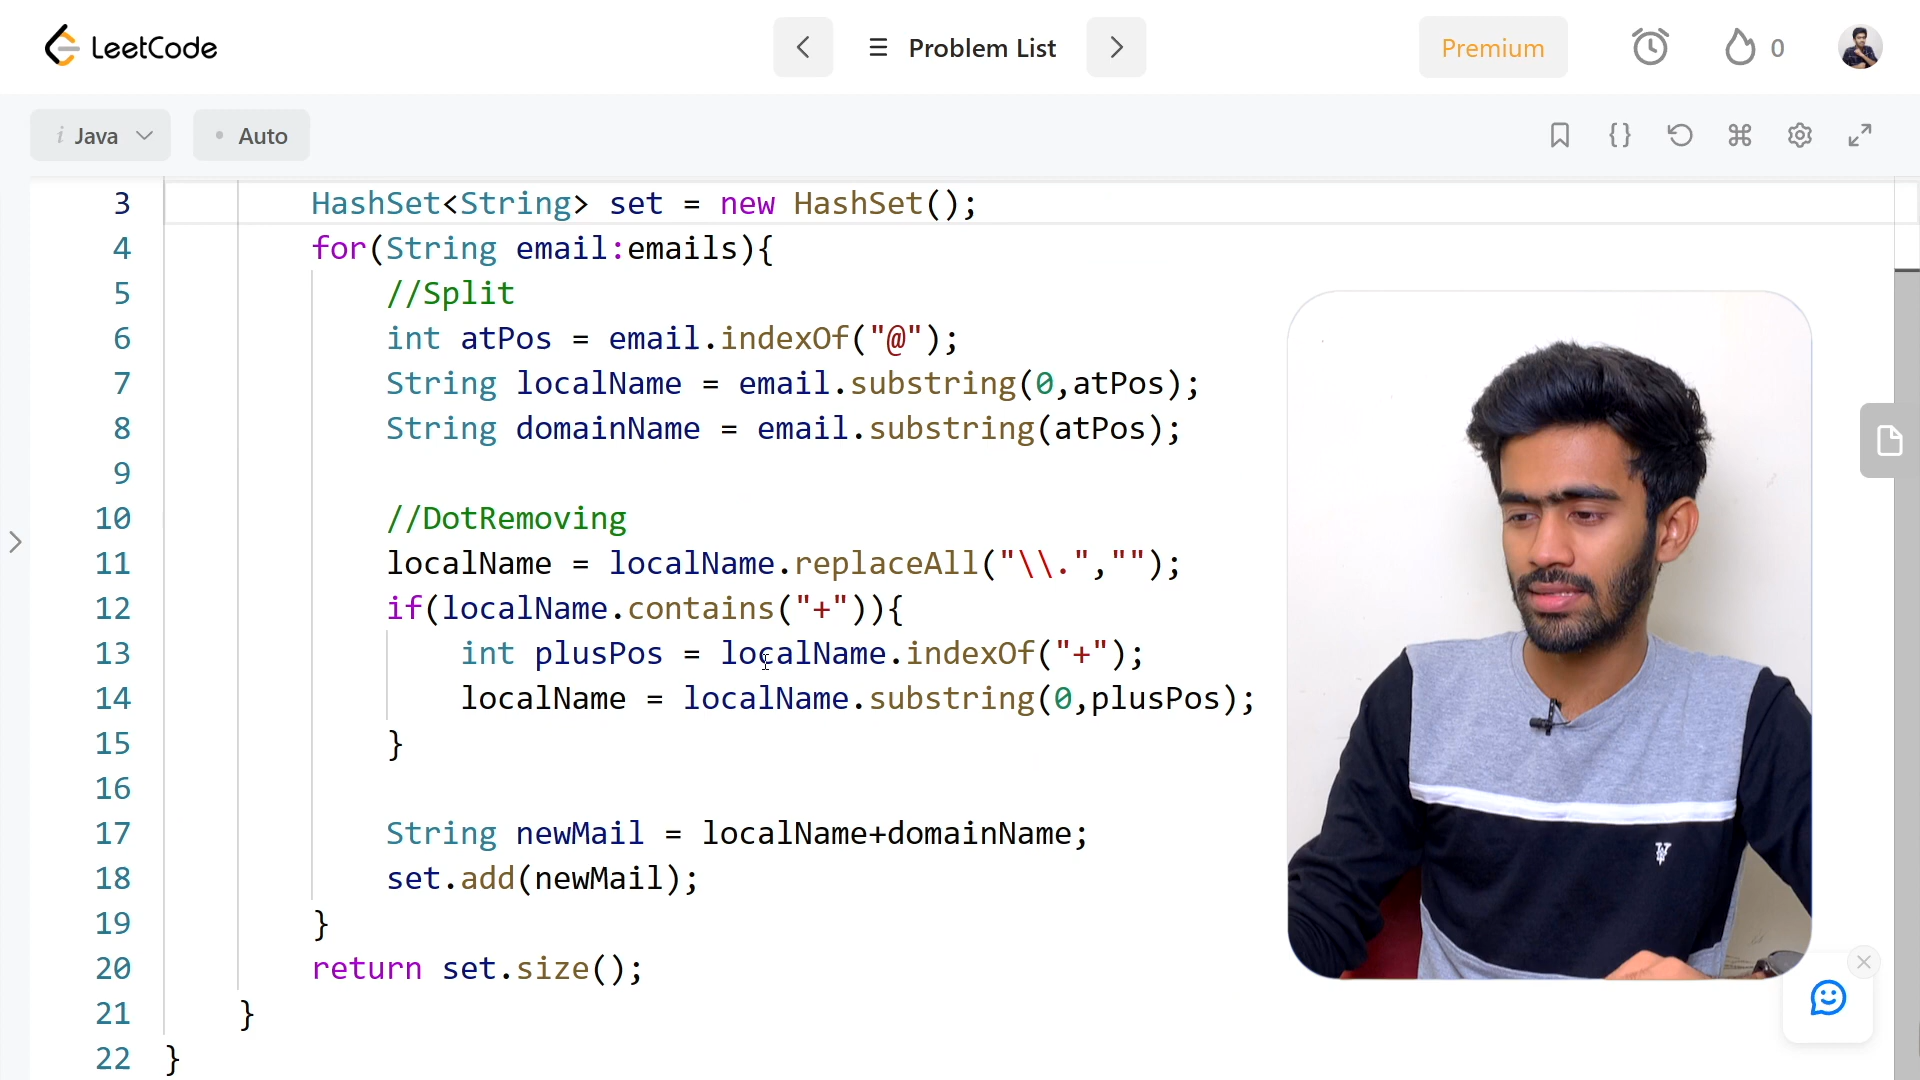 LeetCode
Problem List
Premium
0
i Java
Auto
3 HashSet<String> set = new HashSet();
4 for(String email:emails){
5 //Split
6 int atPos = email.indexOf("@");
7 String localName = email.substring(0,atPos);
8 String domainName = email.substring(atPos);
9
10 //DotRemoving
11 localName = localName.replaceAll("\\.","");
12 if(localName.contains("+")){
13 int plusPos = localName.indexOf("+");
14 localName = localName.substring(0,plusPos);
15 }
16
17 String newMail = localName+domainName;
18 set.add(newMail);
19 }
20 return set.size();
21 }
22 }